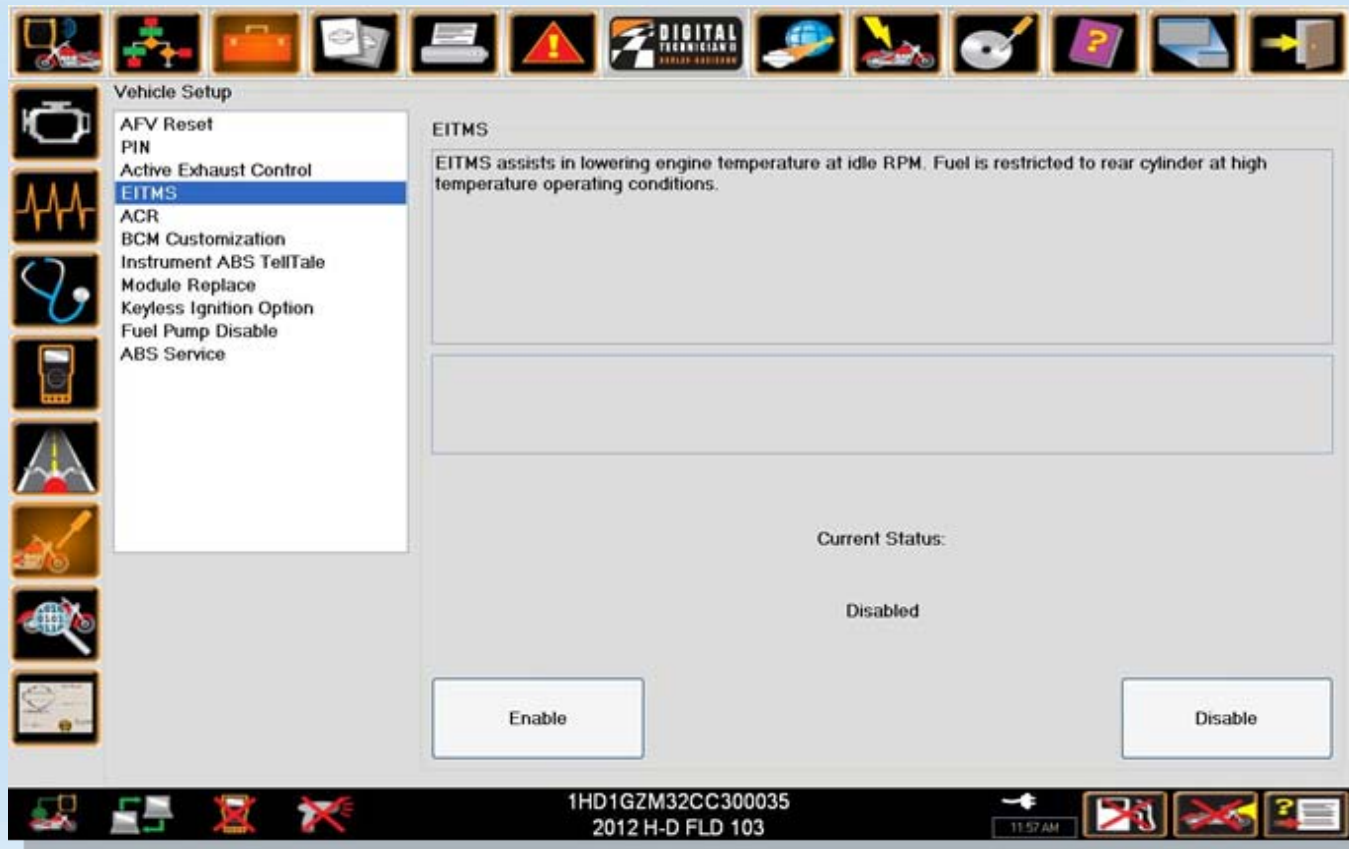 DIGITAL
TECHNICIAN II
HARLEY-DAVIDSON
?
Vehicle Setup
AFV Reset
PIN
Active Exhaust Control
EITMS
ACR
BCM Customization
Instrument ABS TellTale
Module Replace
Keyless Ignition Option
Fuel Pump Disable
ABS Service
EITMS
EITMS assists in lowering engine temperature at idle RPM. Fuel is restricted to rear cylinder at high
temperature operating conditions.
Current Status:
Disabled
Enable
Disable
1HD1GZM32CC300035
2012 H-D FLD 103
11:57 AM
?